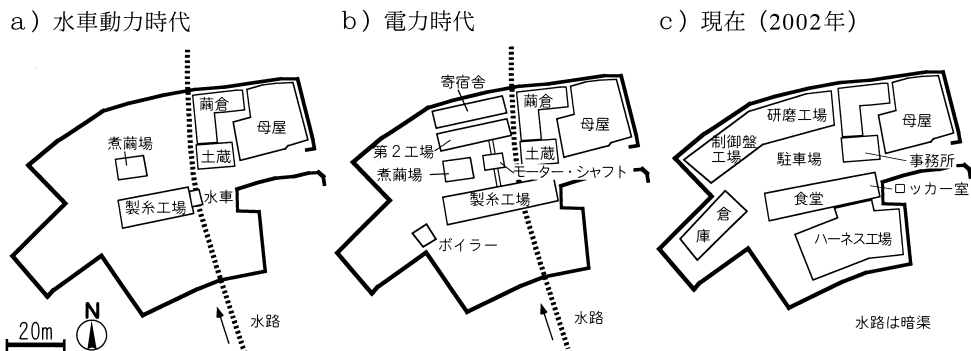 a）水車動力時代
繭倉
母屋
煮繭場
土蔵
水車
製糸工場
N
20m
水路
b）電力時代
寄宿舎
繭倉
母屋
第2工場
土蔵
煮繭場
モーター・シャフト
製糸工場
ボイラー
水路
c）現在（2002年）
研磨工場
母屋
制御盤
工場
駐車場
事務所
ロッカー室
食堂
倉
庫
ハーネス工場
水路は暗渠